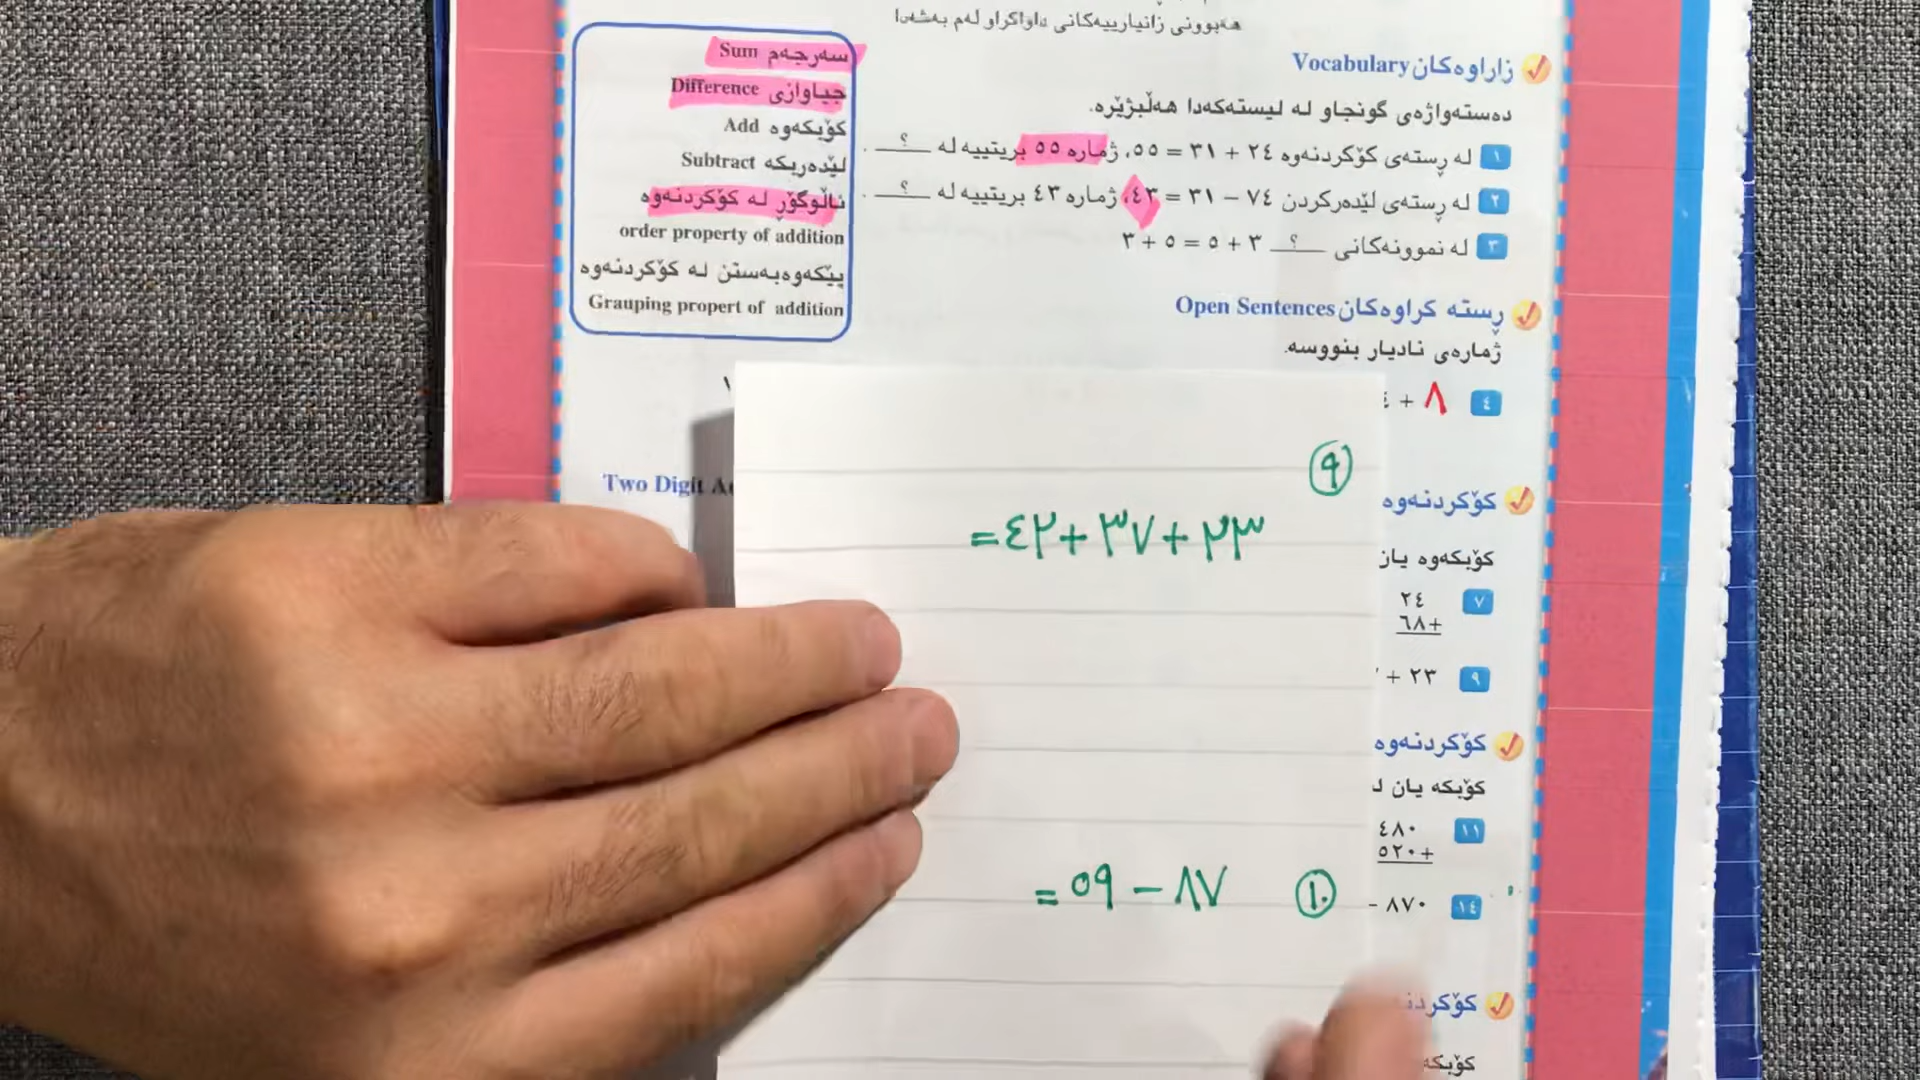 هەبوونی زانیارییەکانی داواکراو لەم بەشەدا
زاراوەکان Vocabulary
دەستەواژەی گونجاو لە لیستەکەدا هەڵبژێرە.
١ لە ڕستەی کۆکردنەوە ٢٤ + ٣١ = ٥٥، ژمارە ٥٥ بریتییە لە ؟ .
٢ لە ڕستەی لێدەرکردن ٧٤ − ٣١ = ٤٣، ژمارە ٤٣ بریتییە لە ؟ .
٣ لە نموونەکانی ؟ ٣ + ٥ = ٥ + ٣
سەرجەم Sum
جیاوازی Difference
کۆبکەوە Add
لێدەریکە Subtract
ئاڵوگۆڕ لە کۆکردنەوە
order property of addition
پێکەوەبەستن لە کۆکردنەوە
Grauping propert of addition
ڕستە کراوەکان Open Sentences
ژمارەی نادیار بنووسە.
٤ ٨ + ٤
١
کۆکردنەوە
Two Digit A
کۆبکەوە یان
٧ ٢٤
+٦٨
٩ ٢٣ +
کۆکردنەوە
کۆبکە یان ل
١١ ٤٨٠
+٥٢٠
١٤ ٨٧٠ -
کۆکردنە
کۆبکە
٩
٢٣+٣٧+٤٢=
١٠ ٨٧ − ٥٩ =